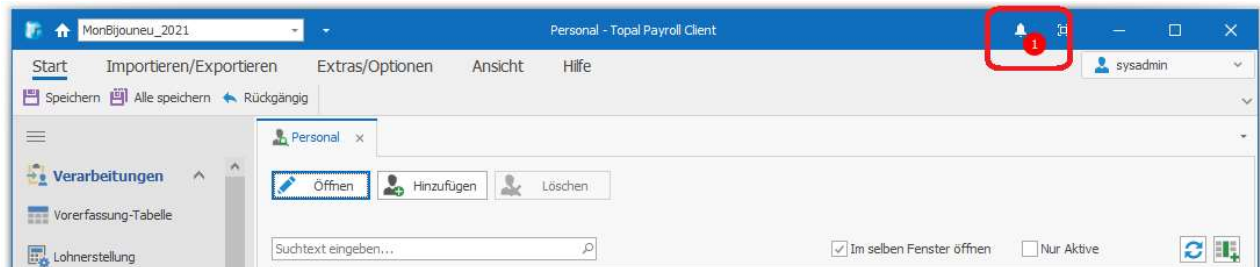 MonBijouneu_2021
Personal - Topal Payroll Client
1
Start Importieren/Exportieren Extras/Optionen Ansicht Hilfe
sysadmin
Speichern Alle speichern Rückgängig
Personal
Verarbeitungen
Öffnen Hinzufügen Löschen
Vorerfassung-Tabelle
Suchtext eingeben... Im selben Fenster öffnen Nur Aktive
Lohnerstellung